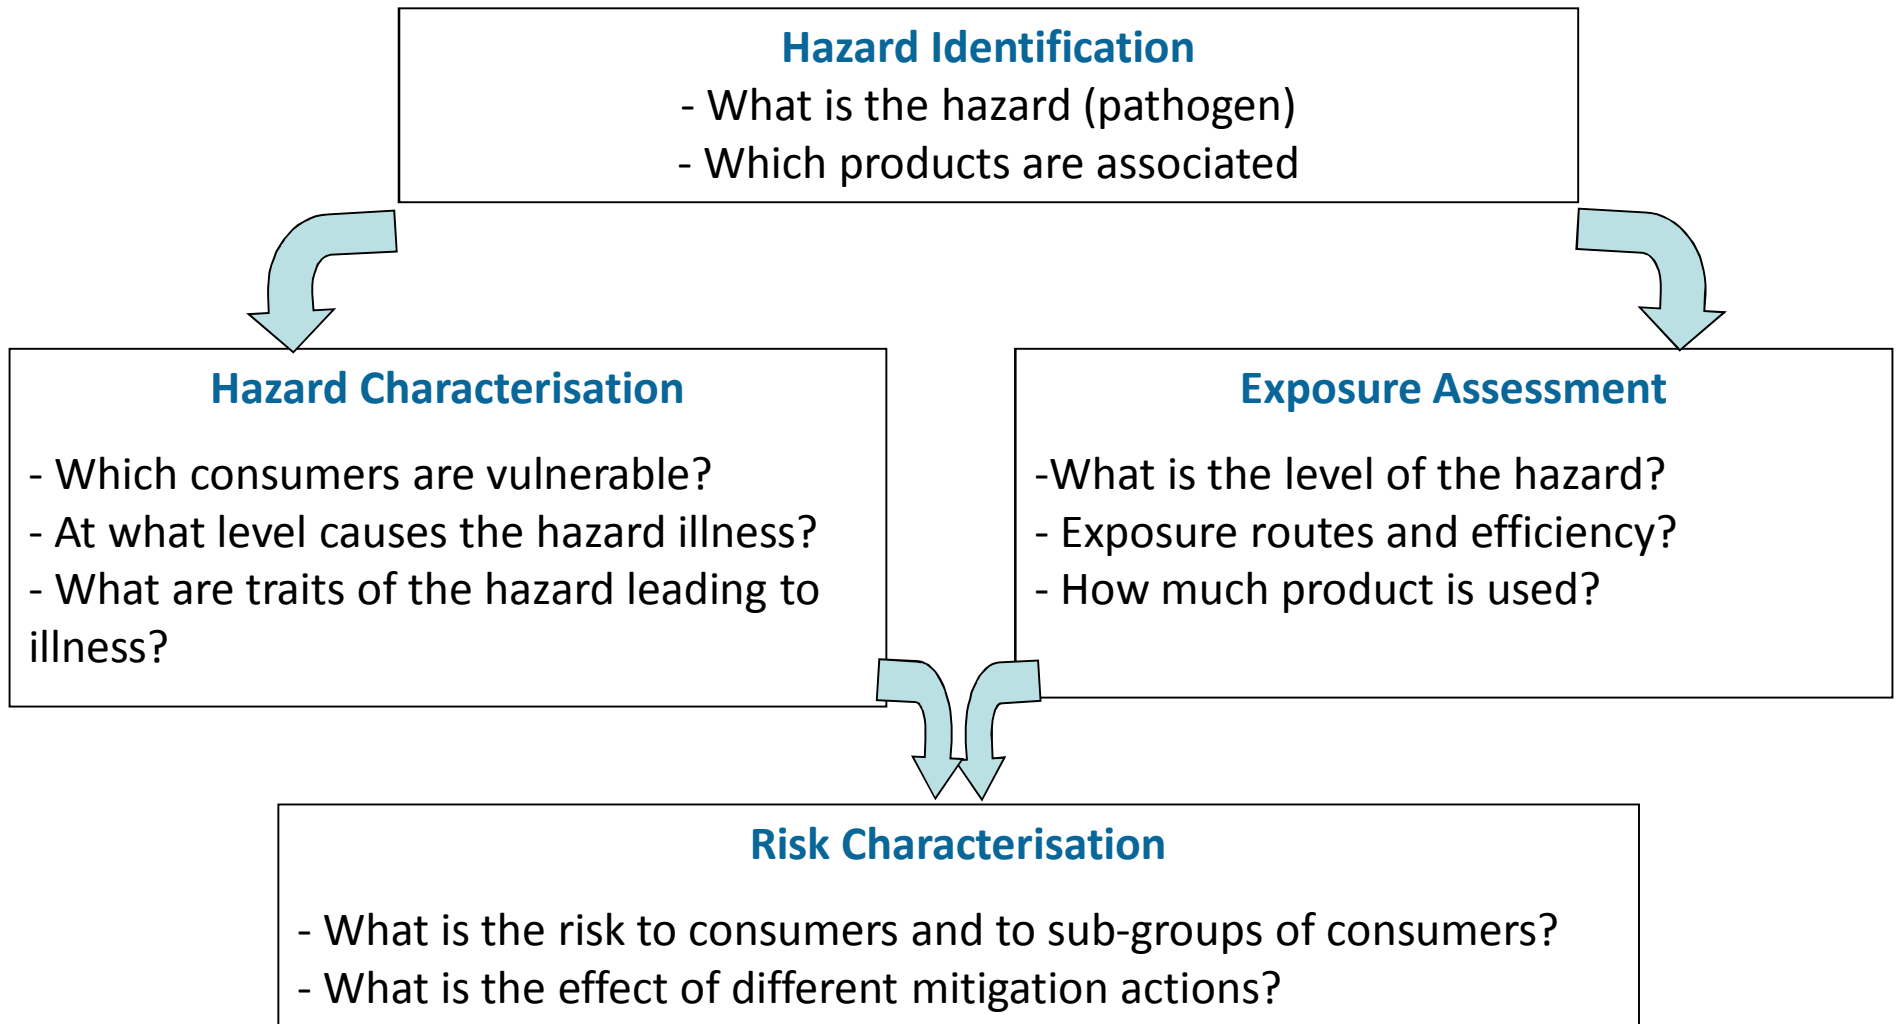 Hazard Identification
- What is the hazard (pathogen)
- Which products are associated
Hazard Characterisation
- Which consumers are vulnerable?
- At what level causes the hazard illness?
- What are traits of the hazard leading to
illness?
Exposure Assessment
-What is the level of the hazard?
- Exposure routes and efficiency?
- How much product is used?
Risk Characterisation
- What is the risk to consumers and to sub-groups of consumers?
- What is the effect of different mitigation actions?